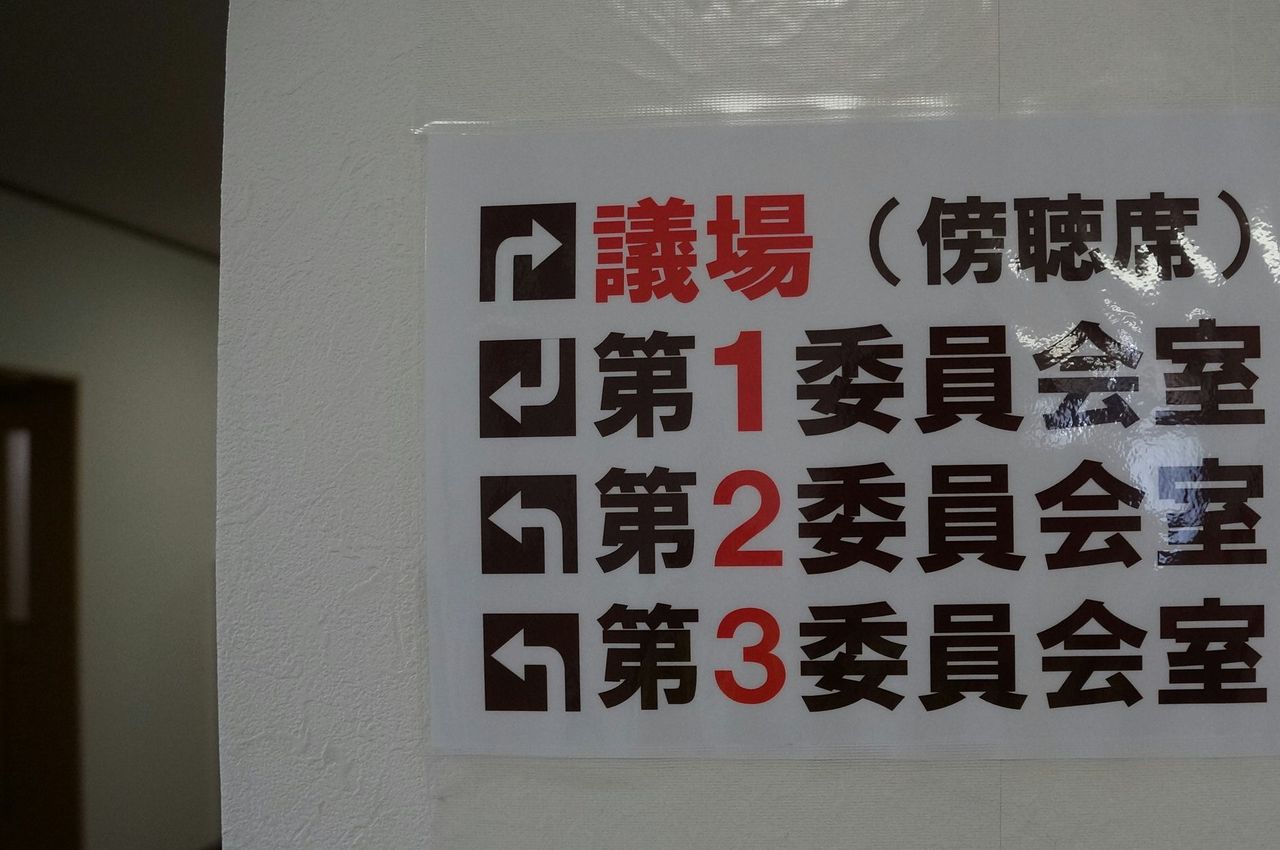 議場（傍聴席）
第1委員会室
第2委員会室
第3委員会室